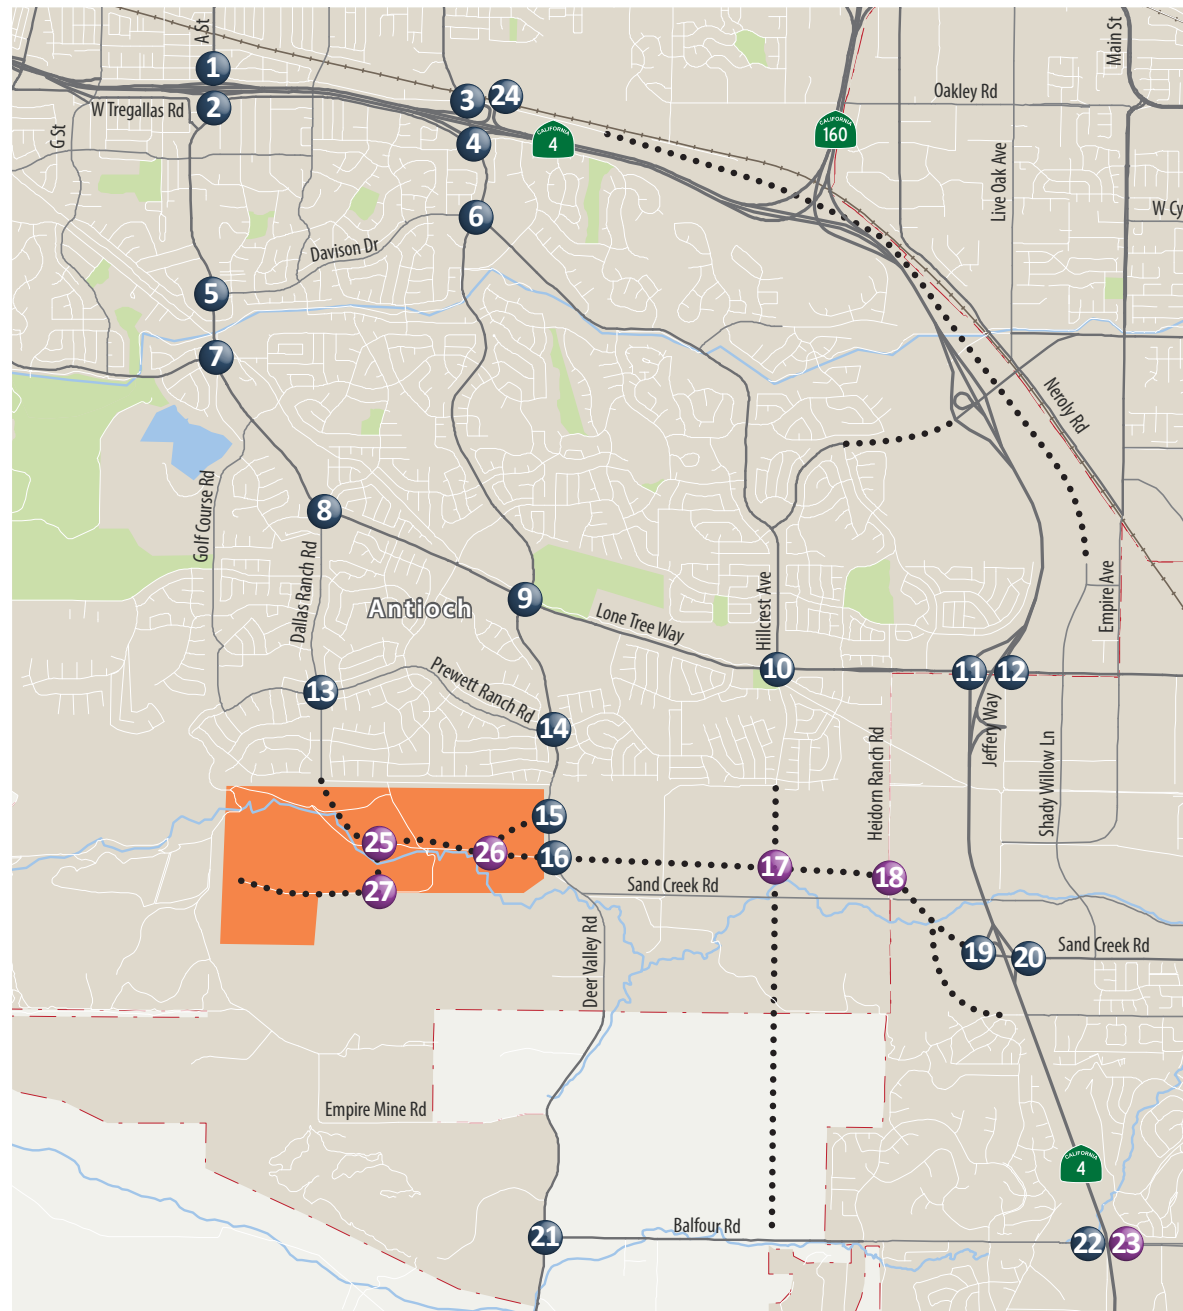 A St
Main St
1
CALIFORNIA
160
Oakley Rd
W Tregallas Rd
2
3
24
G St
4
CALIFORNIA
4
Live Oak Ave
W Cy
6
Davison Dr
5
7
Neroly Rd
Golf Course Rd
8
Dallas Ranch Rd
Antioch
9
Lone Tree Way
Hillcrest Ave
Empire Ave
10
11
12
13
Prewett Ranch Rd
14
Jeffery Way
Heidorn Ranch Rd
Shady Willow Ln
15
25
26
16
17
18
27
Sand Creek Rd
Deer Valley Rd
19
20
Sand Creek Rd
Empire Mine Rd
CALIFORNIA
4
21
Balfour Rd
22
23